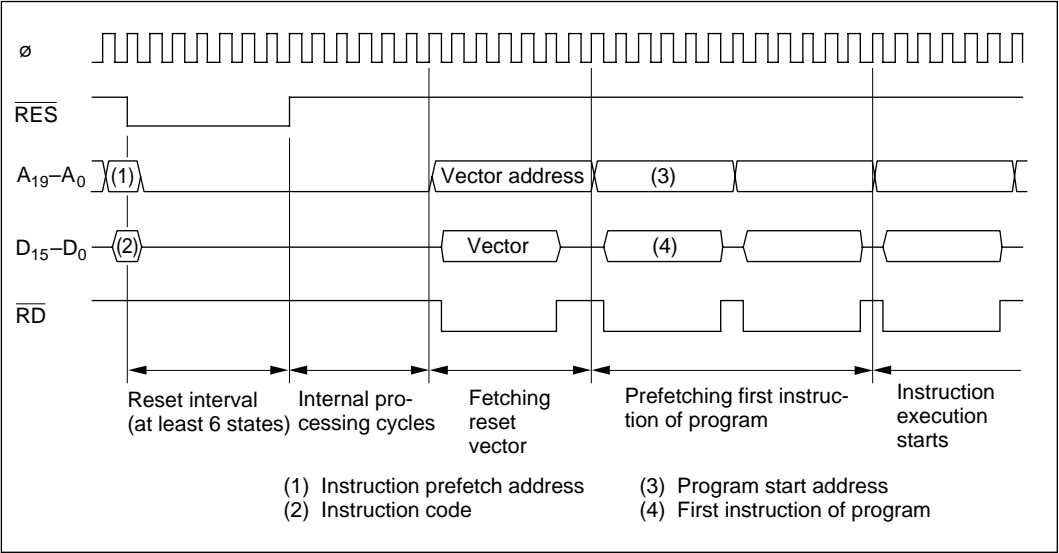 ø
RES
A19–A0
(1)
Vector address
(3)
D15–D0
(2)
Vector
(4)
RD
Reset interval
(at least 6 states)
Internal pro-
cessing cycles
Fetching
reset
vector
Prefetching first instruc-
tion of program
Instruction
execution
starts
(1) Instruction prefetch address
(2) Instruction code
(3) Program start address
(4) First instruction of program